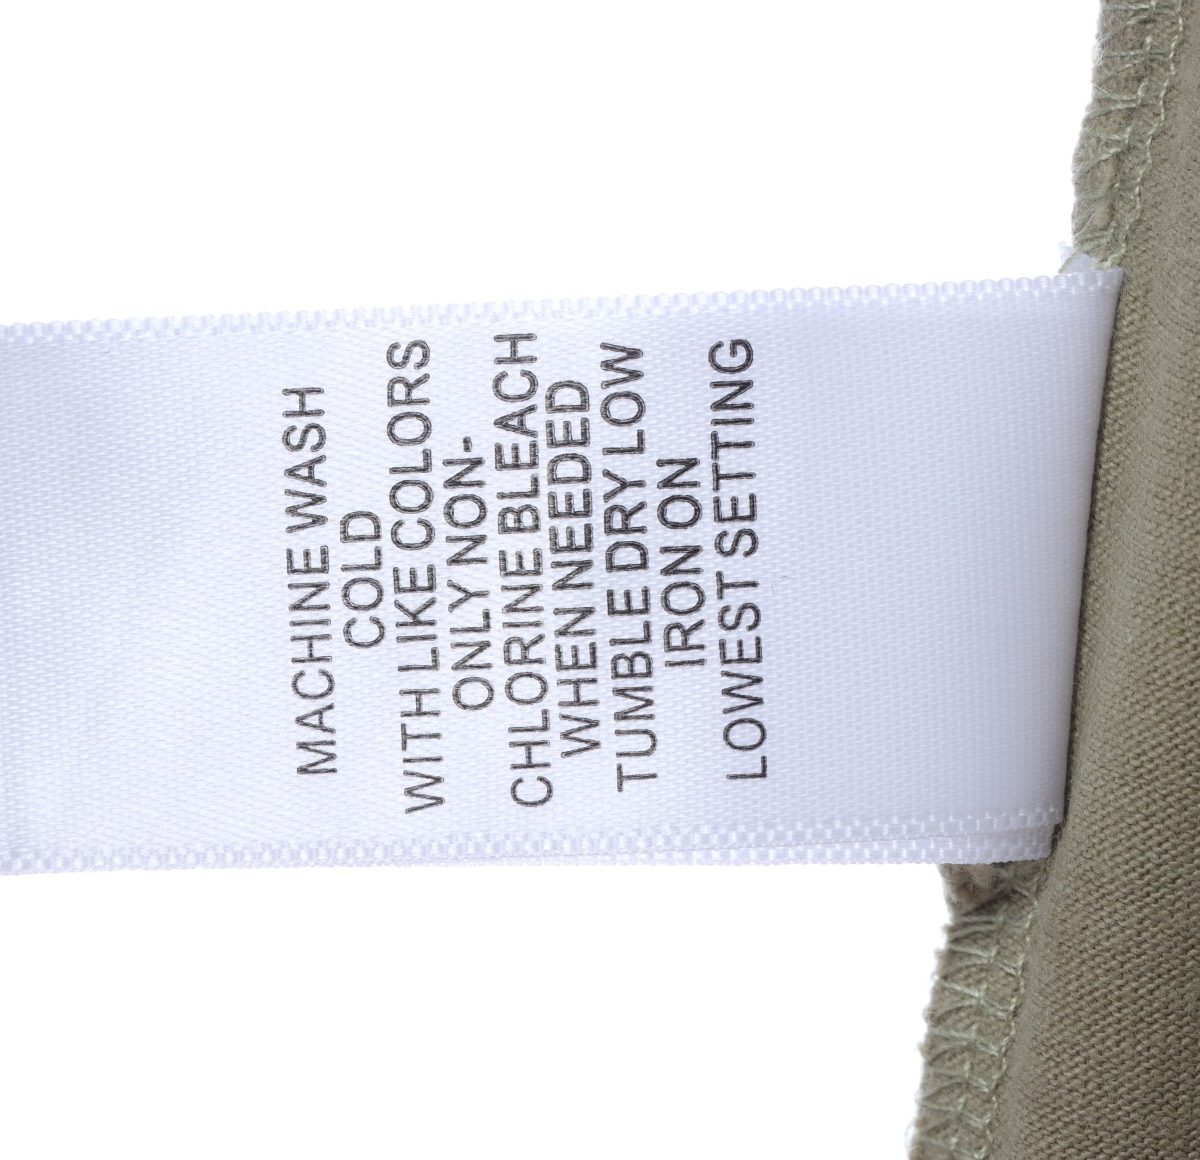 MACHINE WASH
COLD
WITH LIKE COLORS
ONLY NON-
CHLORINE BLEACH
WHEN NEEDED
TUMBLE DRY LOW
IRON ON
LOWEST SETTING